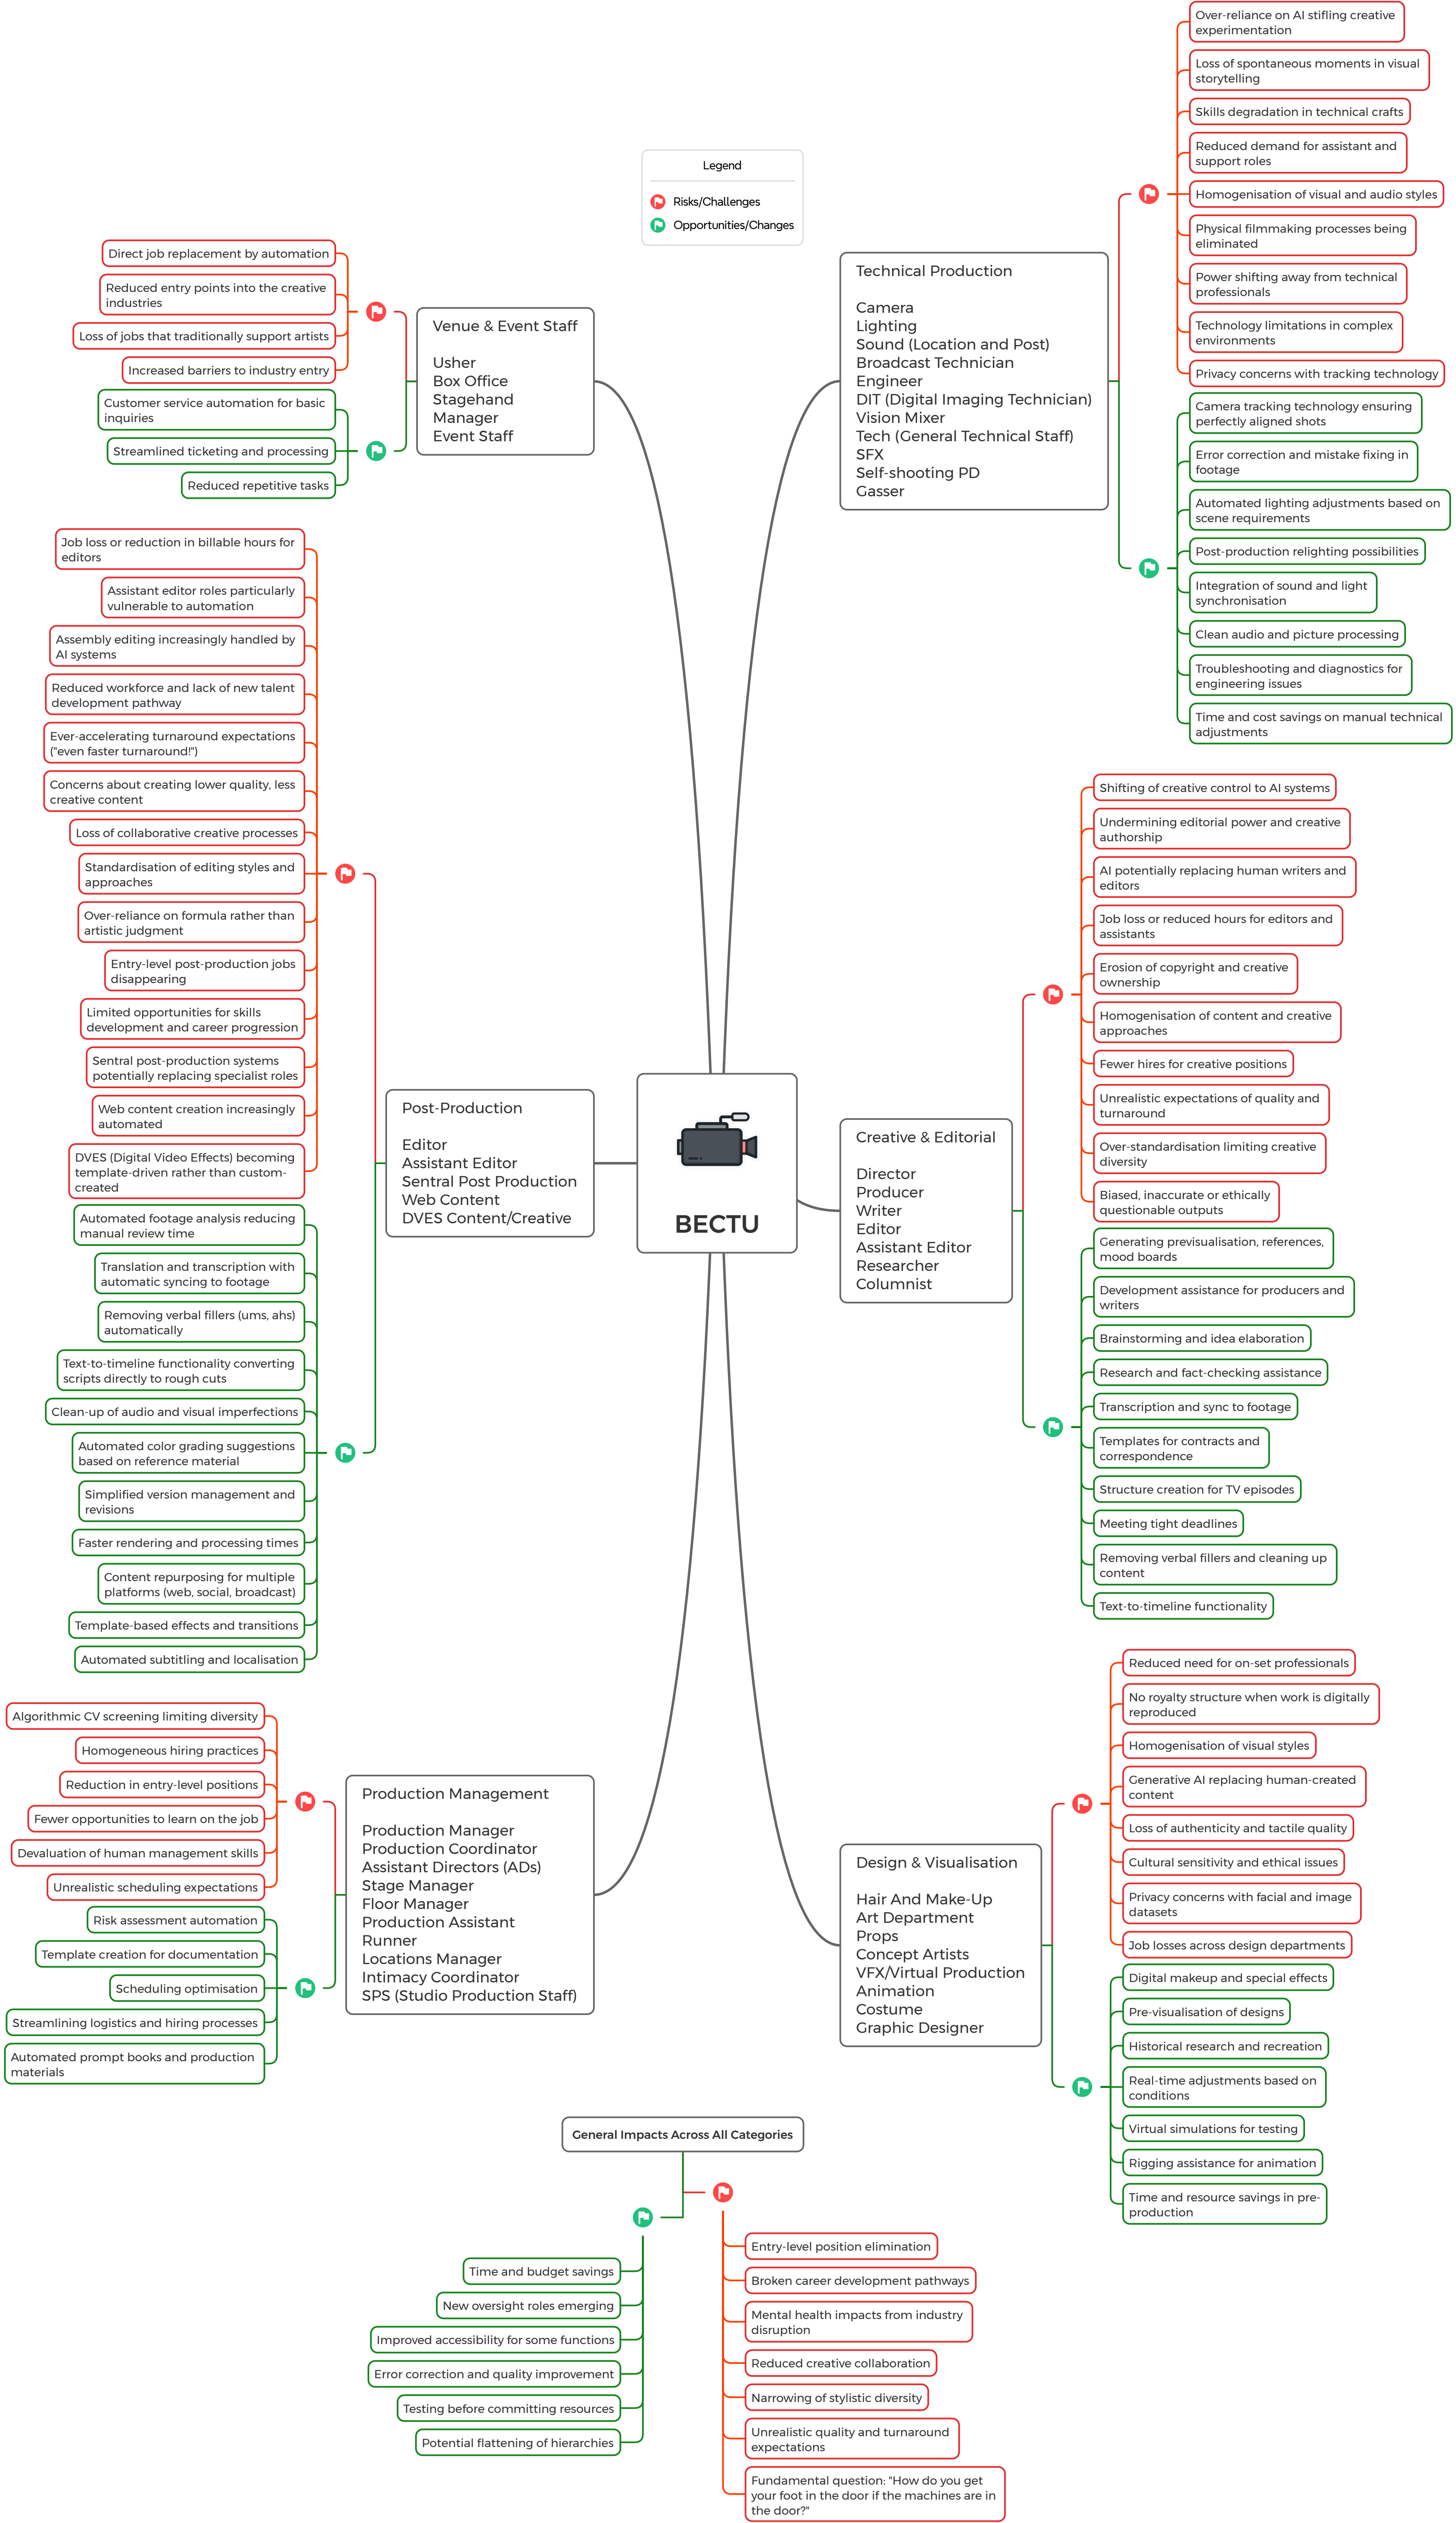 Legend
Risks/Challenges
Opportunities/Changes
BECTU
Technical Production
Camera
Lighting
Sound (Location and Post)
Broadcast Technician
Engineer
DIT (Digital Imaging Technician)
Vision Mixer
Tech (General Technical Staff)
SFX
Self-shooting PD
Gasser
Over-reliance on AI stifling creative
experimentation
Loss of spontaneous moments in visual
storytelling
Skills degradation in technical crafts
Reduced demand for assistant and
support roles
Homogenisation of visual and audio styles
Physical filmmaking processes being
eliminated
Power shifting away from technical
professionals
Technology limitations in complex
environments
Privacy concerns with tracking technology
Camera tracking technology ensuring
perfectly aligned shots
Error correction and mistake fixing in
footage
Automated lighting adjustments based on
scene requirements
Post-production relighting possibilities
Integration of sound and light
synchronisation
Clean audio and picture processing
Troubleshooting and diagnostics for
engineering issues
Time and cost savings on manual technical
adjustments
Creative & Editorial
Director
Producer
Writer
Editor
Assistant Editor
Researcher
Columnist
Shifting of creative control to AI systems
Undermining editorial power and creative
authorship
AI potentially replacing human writers and
editors
Job loss or reduced hours for editors and
assistants
Erosion of copyright and creative
ownership
Homogenisation of content and creative
approaches
Fewer hires for creative positions
Unrealistic expectations of quality and
turnaround
Over-standardisation limiting creative
diversity
Biased, inaccurate or ethically
questionable outputs
Generating previsualisation, references,
mood boards
Development assistance for producers and
writers
Brainstorming and idea elaboration
Research and fact-checking assistance
Transcription and sync to footage
Templates for contracts and
correspondence
Structure creation for TV episodes
Meeting tight deadlines
Removing verbal fillers and cleaning up
content
Text-to-timeline functionality
Design & Visualisation
Hair And Make-Up
Art Department
Props
Concept Artists
VFX/Virtual Production
Animation
Costume
Graphic Designer
Reduced need for on-set professionals
No royalty structure when work is digitally
reproduced
Homogenisation of visual styles
Generative AI replacing human-created
content
Loss of authenticity and tactile quality
Cultural sensitivity and ethical issues
Privacy concerns with facial and image
datasets
Job losses across design departments
Digital makeup and special effects
Pre-visualisation of designs
Historical research and recreation
Real-time adjustments based on
conditions
Virtual simulations for testing
Rigging assistance for animation
Time and resource savings in pre-
production
Venue & Event Staff
Usher
Box Office
Stagehand
Manager
Event Staff
Direct job replacement by automation
Reduced entry points into the creative
industries
Loss of jobs that traditionally support artists
Increased barriers to industry entry
Customer service automation for basic
inquiries
Streamlined ticketing and processing
Reduced repetitive tasks
Post-Production
Editor
Assistant Editor
Sentral Post Production
Web Content
DVES Content/Creative
Job loss or reduction in billable hours for
editors
Assistant editor roles particularly
vulnerable to automation
Assembly editing increasingly handled by
AI systems
Reduced workforce and lack of new talent
development pathway
Ever-accelerating turnaround expectations
("even faster turnaround!")
Concerns about creating lower quality, less
creative content
Loss of collaborative creative processes
Standardisation of editing styles and
approaches
Over-reliance on formula rather than
artistic judgment
Entry-level post-production jobs
disappearing
Limited opportunities for skills
development and career progression
Sentral post-production systems
potentially replacing specialist roles
Web content creation increasingly
automated
DVES (Digital Video Effects) becoming
template-driven rather than custom-
created
Automated footage analysis reducing
manual review time
Translation and transcription with
automatic syncing to footage
Removing verbal fillers (ums, ahs)
automatically
Text-to-timeline functionality converting
scripts directly to rough cuts
Clean-up of audio and visual imperfections
Automated color grading suggestions
based on reference material
Simplified version management and
revisions
Faster rendering and processing times
Content repurposing for multiple
platforms (web, social, broadcast)
Template-based effects and transitions
Automated subtitling and localisation
Production Management
Production Manager
Production Coordinator
Assistant Directors (ADs)
Stage Manager
Floor Manager
Production Assistant
Runner
Locations Manager
Intimacy Coordinator
SPS (Studio Production Staff)
Algorithmic CV screening limiting diversity
Homogeneous hiring practices
Reduction in entry-level positions
Fewer opportunities to learn on the job
Devaluation of human management skills
Unrealistic scheduling expectations
Risk assessment automation
Template creation for documentation
Scheduling optimisation
Streamlining logistics and hiring processes
Automated prompt books and production
materials
General Impacts Across All Categories
Time and budget savings
New oversight roles emerging
Improved accessibility for some functions
Error correction and quality improvement
Testing before committing resources
Potential flattening of hierarchies
Entry-level position elimination
Broken career development pathways
Mental health impacts from industry
disruption
Reduced creative collaboration
Narrowing of stylistic diversity
Unrealistic quality and turnaround
expectations
Fundamental question: "How do you get
your foot in the door if the machines are in
the door?"